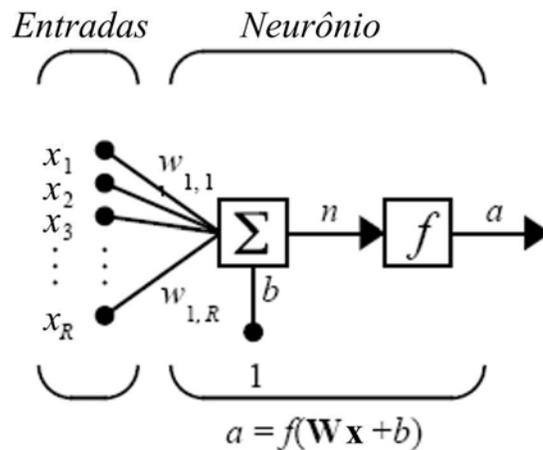 Entradas Neurônio
x1 w1,1
x2
x3 Σ n f a
. . . . . .
b
xR w1,R
1
a = f(Wx+b)